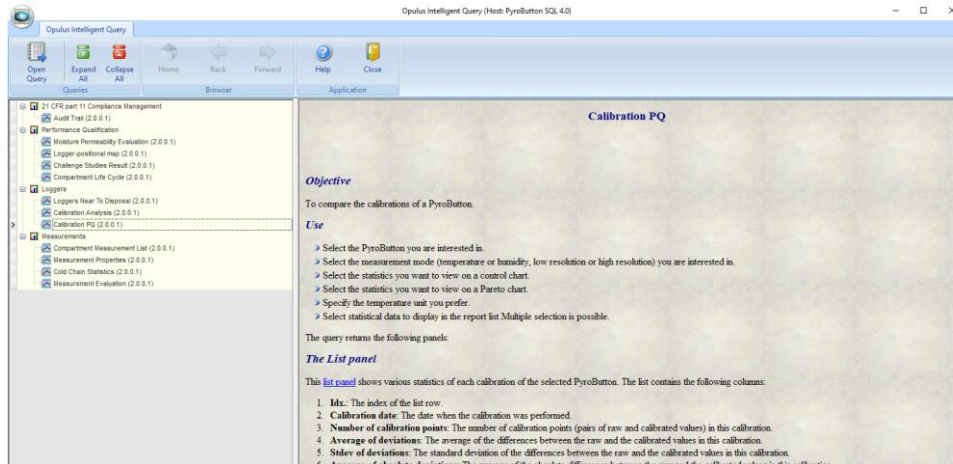 Opulus Intelligent Query (Host: PyroButton SQL 4.0)
Opulus Intelligent Query
Open Query
Expand All
Collapse All
Home
Back
Forward
Help
Close
Queries
Browser
Application
21 CFR part 11 Compliance Management
Audit Trail (2.0.0.1)
Performance Qualification
Moisture Permeability Evaluation (2.0.0.1)
Logger-positional map (2.0.0.1)
Challenge Studies Result (2.0.0.1)
Compartment Life Cycle (2.0.0.1)
Loggers
Loggers Near To Disposal (2.0.0.1)
Calibration Analysis (2.0.0.1)
Calibration PQ (2.0.0.1)
Measurements
Compartment Measurement List (2.0.0.1)
Measurement Properties (2.0.0.1)
Cold Chain Statistics (2.0.0.1)
Measurement Evaluation (2.0.0.1)
Calibration PQ
Objective
To compare the calibrations of a PyroButton.
Use
Select the PyroButton you are interested in.
Select the measurement mode (temperature or humidity, low resolution or high resolution) you are interested in.
Select the statistics you want to view on a control chart.
Select the statistics you want to view on a Pareto chart.
Specify the temperature unit you prefer.
Select statistical data to display in the report list.Multiple selection is possible.
The query returns the following panels:
The List panel
This list panel shows various statistics of each calibration of the selected PyroButton. The list contains the following columns:
1. Idx.: The index of the list row.
2. Calibration date: The date when the calibration was performed.
3. Number of calibration points: The number of calibration points (pairs of raw and calibrated values) in this calibration.
4. Average of deviations: The average of the differences between the raw and the calibrated values in this calibration.
5. Stdev of deviations: The standard deviation of the differences between the raw and the calibrated values in this calibration.